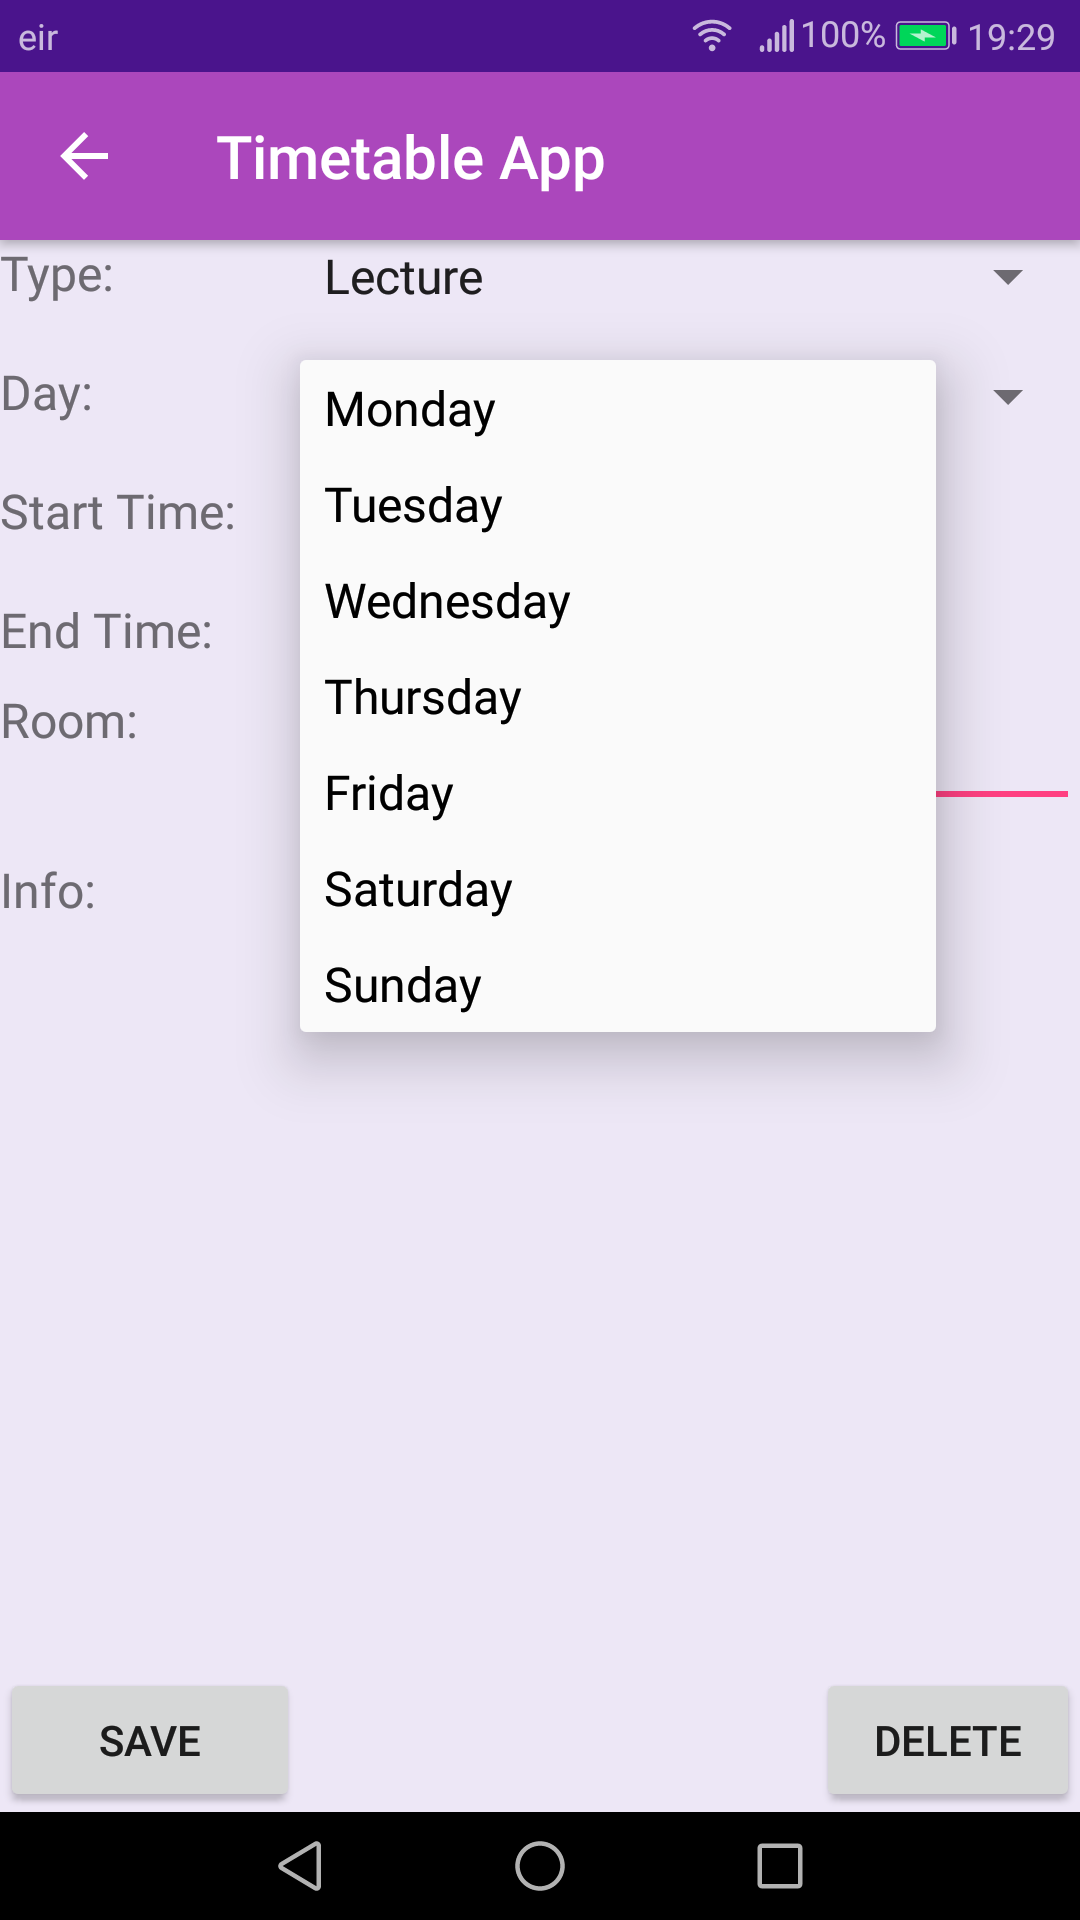 eir 100% 19:29
Timetable App
Type: Lecture
Day:
Monday
Tuesday
Start Time:
Wednesday
End Time:
Thursday
Room:
Friday
Saturday
Info:
Sunday
SAVE DELETE